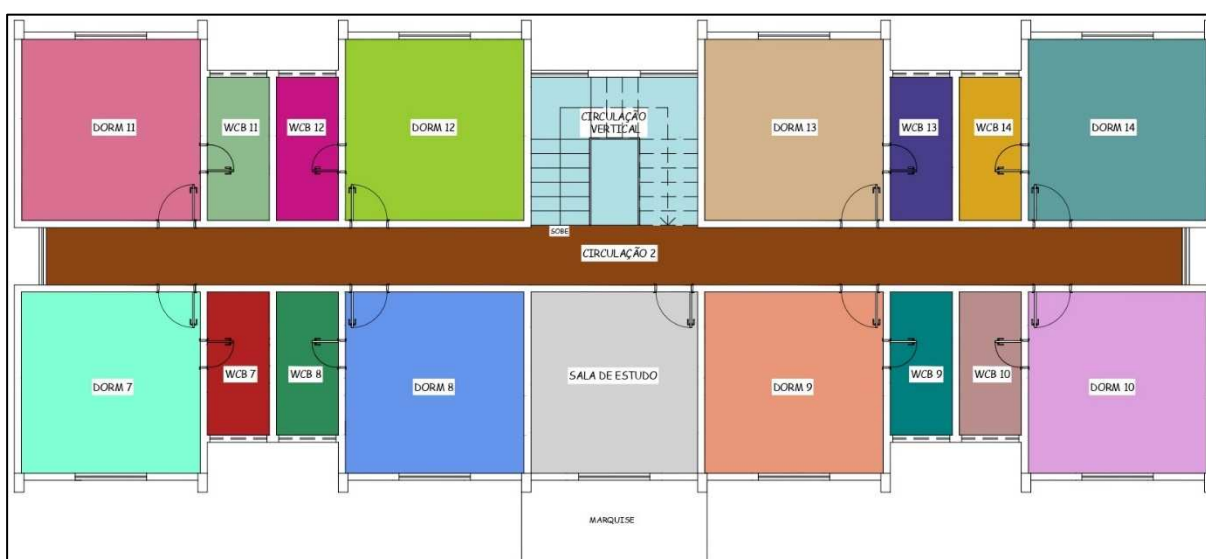 DORM 11
WCB 11
WCB 12
DORM 12
CIRCULAÇÃO
VERTICAL
DORM 13
WCB 13
WCB 14
DORM 14
SOBE
CIRCULAÇÃO 2
DORM 7
WCB 7
WCB 8
DORM 8
SALA DE ESTUDO
DORM 9
WCB 9
WCB 10
DORM 10
MARQUISE